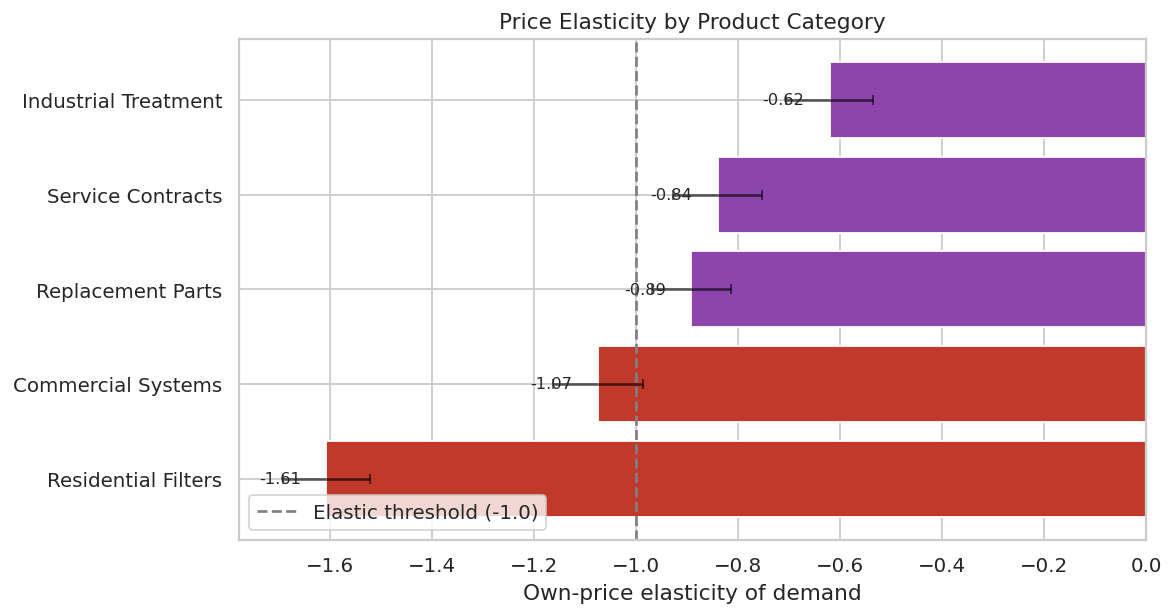 Price Elasticity by Product Category
Industrial Treatment
-0.62
Service Contracts
-0.84
Replacement Parts
-0.89
Commercial Systems
-1.07
Residential Filters
-1.61
Elastic threshold (-1.0)
−1.6 −1.4 −1.2 −1.0 −0.8 −0.6 −0.4 −0.2 0.0
Own-price elasticity of demand